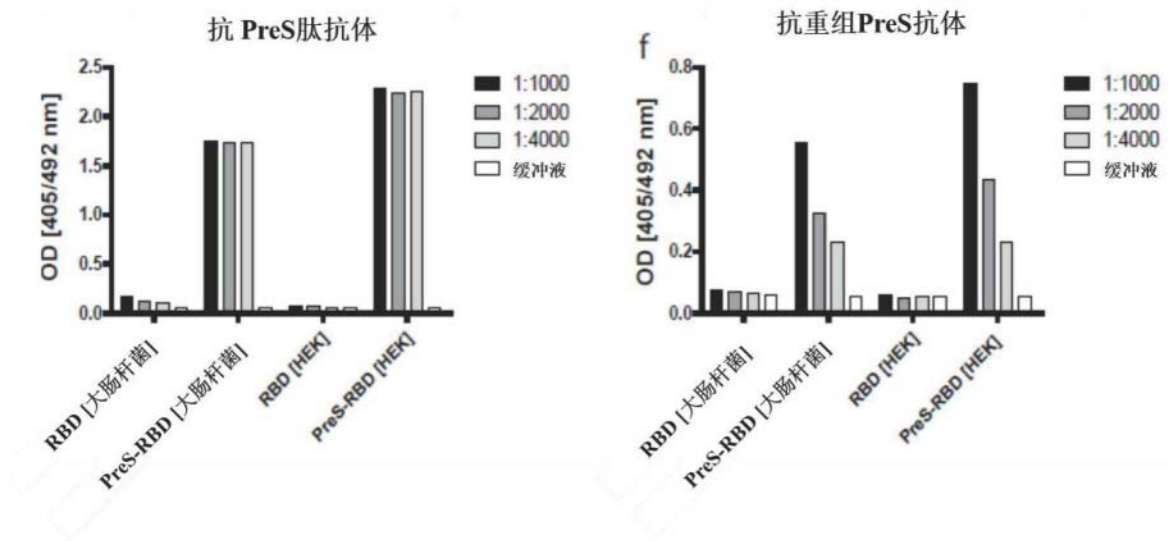 抗 PreS肽抗体
2.5
2.0
1.5
1.0
0.5
0.0
OD [405/492 nm]
1:1000
1:2000
1:4000
缓冲液
RBD [大肠杆菌]
PreS-RBD [大肠杆菌]
RBD [HEK]
PreS-RBD [HEK]
f
抗重组PreS抗体
0.8
0.6
0.4
0.2
0.0
OD [405/492 nm]
1:1000
1:2000
1:4000
缓冲液
RBD [大肠杆菌]
PreS-RBD [大肠杆菌]
RBD [HEK]
PreS-RBD [HEK]